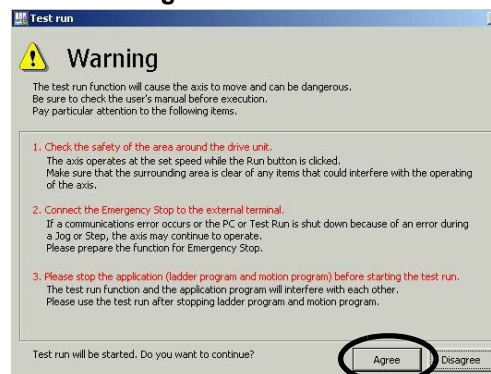 Test run
Warning
The test run function will cause the axis to move and can be dangerous.
Be sure to check the user's manual before execution.
Pay particular attention to the following items.
1. Check the safety of the area around the drive unit.
The axis operates at the set speed while the Run button is clicked.
Make sure that the surrounding area is clear of any items that could interfere with the operating
of the axis.
2. Connect the Emergency Stop to the external terminal.
If a communications error occurs or the PC or Test Run is shut down because of an error during
a Jog or Step, the axis may continue to operate.
Please prepare the function for Emergency Stop.
3. Please stop the application (ladder program and motion program) before starting the test run.
The test run function and the application program will interfere with each other.
Please use the test run after stopping ladder program and motion program.
Test run will be started. Do you want to continue?
Agree
Disagree